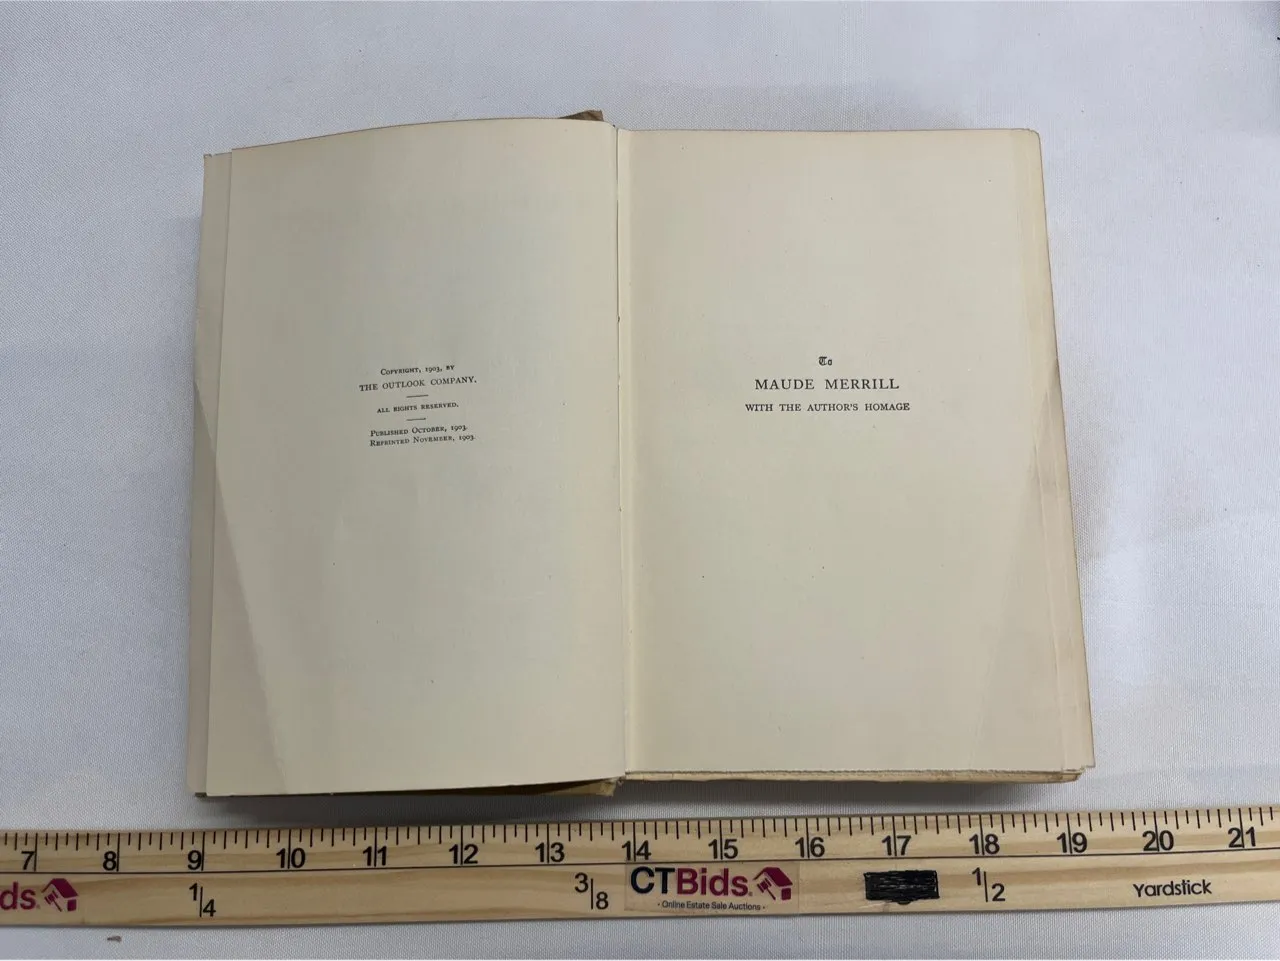 Copyright, 1903, by
THE OUTLOOK COMPANY.
ALL RIGHTS RESERVED.
Published October, 1903.
Reprinted November, 1903.
To
MAUDE MERRILL
WITH THE AUTHOR'S HOMAGE
7 8 9 10 11 12 13 14 15 16 17 18 19 20 21
ds. 1/4 3/8 CTBids. 1/2 Yardstick
· Online Estate Sale Auctions ·